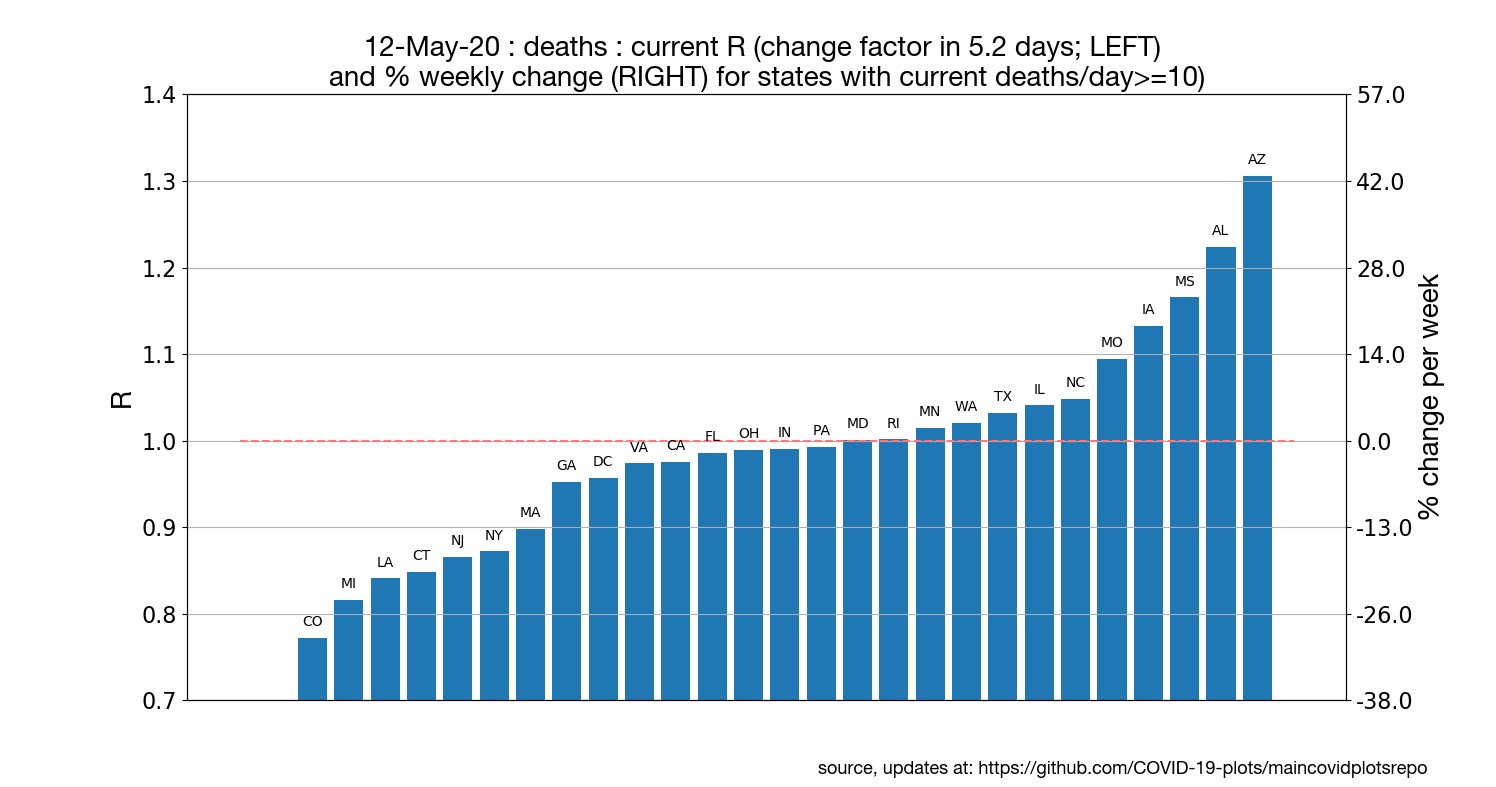 12-May-20 : deaths : current R (change factor in 5.2 days; LEFT)
and % weekly change (RIGHT) for states with current deaths/day>=10)
1.4
1.3
1.2
1.1
1.0
0.9
0.8
0.7
R
CO
MI
LA
CT
NJ
NY
MA
GA
DC
VA
CA
FL
OH
IN
PA
MD
RI
MN
WA
TX
IL
NC
MO
IA
MS
AL
AZ
57.0
42.0
28.0
14.0
0.0
-13.0
-26.0
-38.0
% change per week
source, updates at: https://github.com/COVID-19-plots/maincovidplotsrepo